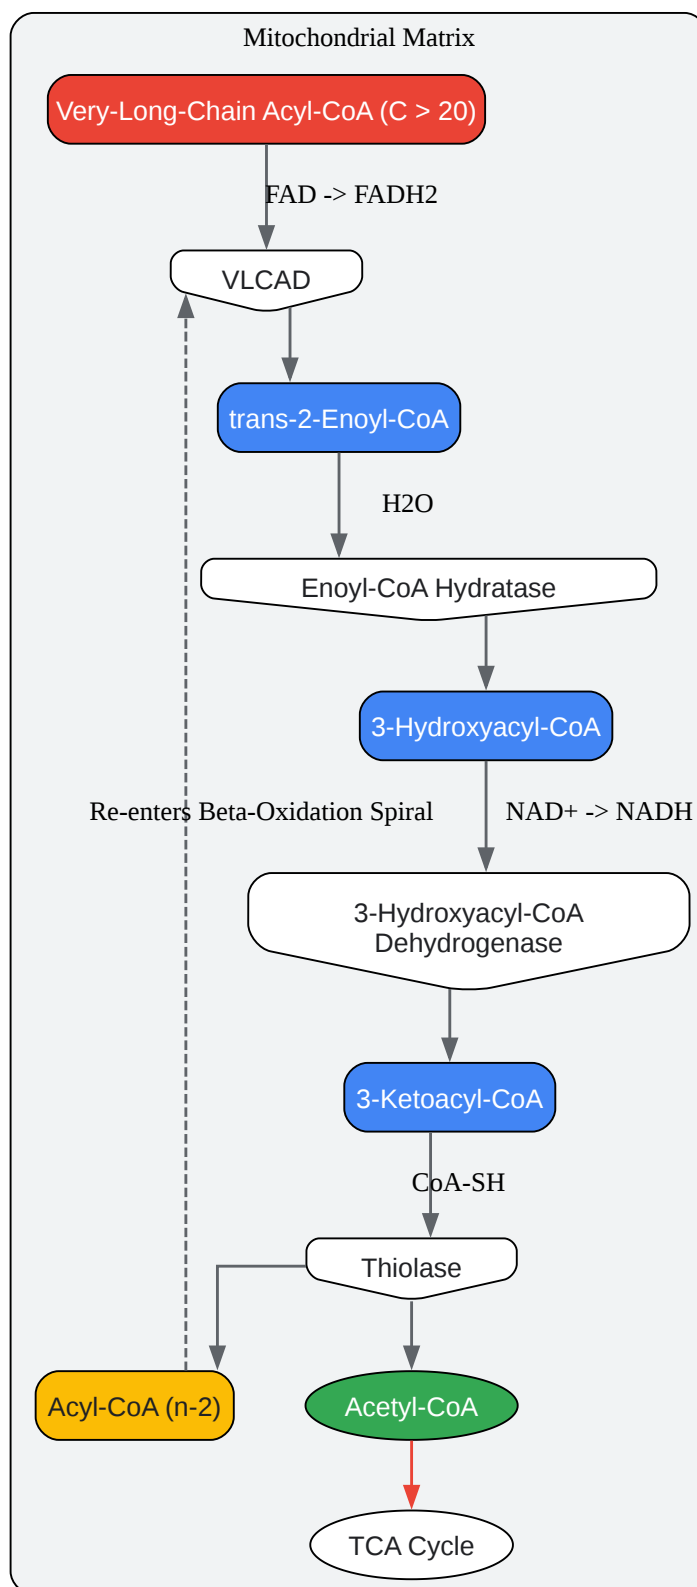 Mitochondrial Matrix
Very-Long-Chain Acyl-CoA (C > 20)
FAD -> FADH2
VLCAD
trans-2-Enoyl-CoA
H2O
Enoyl-CoA Hydratase
3-Hydroxyacyl-CoA
Re-enters Beta-Oxidation Spiral
NAD+ -> NADH
3-Hydroxyacyl-CoA
Dehydrogenase
3-Ketoacyl-CoA
CoA-SH
Thiolase
Acyl-CoA (n-2)
Acetyl-CoA
TCA Cycle